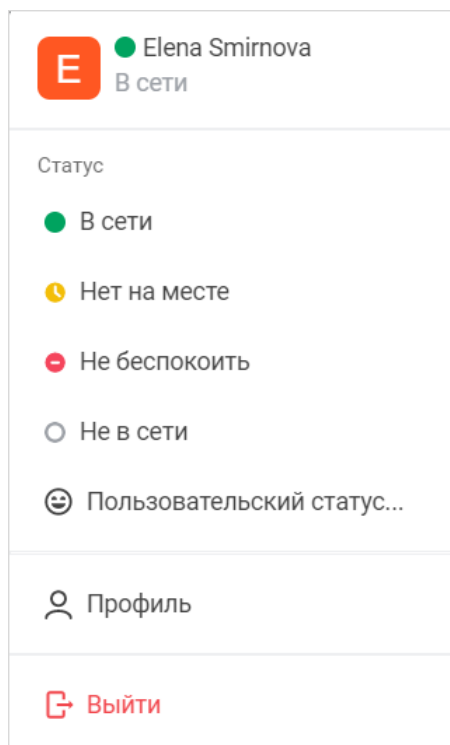 E
Elena Smirnova
В сети
Статус
В сети
Нет на месте
Не беспокоить
Не в сети
Пользовательский статус...
Профиль
Выйти